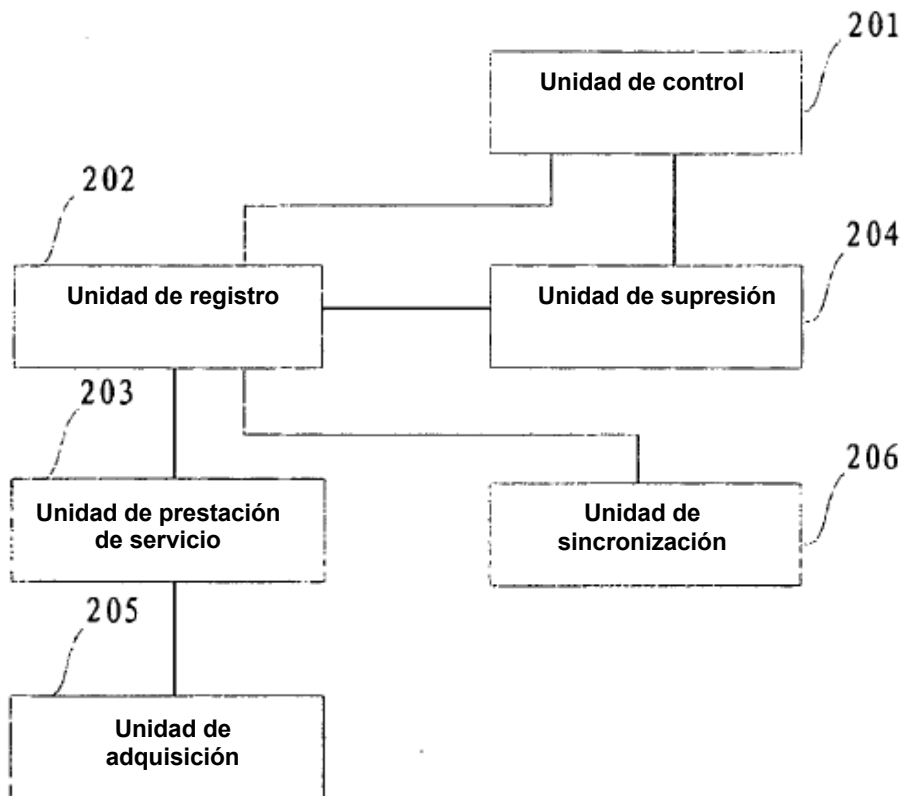 201
Unidad de control
202
204
Unidad de registro
Unidad de supresión
203
206
Unidad de prestación
de servicio
Unidad de
sincronización
205
Unidad de
adquisición